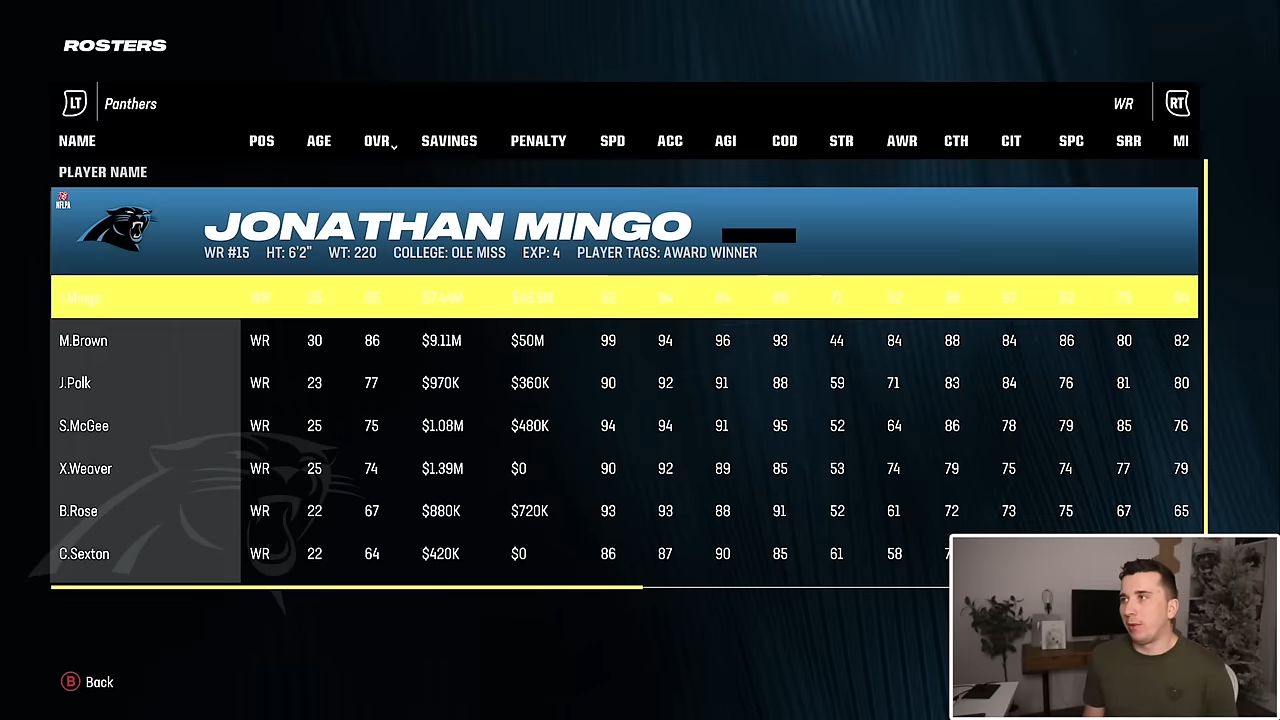 ROSTERS
LT Panthers WR RT
NAME POS AGE OVR SAVINGS PENALTY SPD ACC AGI COD STR AWR CTH CIT SPC SRR MI
PLAYER NAME
NFLPA
JONATHAN MINGO
WR #15 HT: 6'2" WT: 220 COLLEGE: OLE MISS EXP: 4 PLAYER TAGS: AWARD WINNER
M.Brown WR 30 86 $9.11M $50M 99 94 96 93 44 84 88 84 86 80 82
J.Polk WR 23 77 $970K $360K 90 92 91 88 59 71 83 84 76 81 80
S.McGee WR 25 75 $1.08M $480K 94 94 91 95 52 64 86 78 79 85 76
X.Weaver WR 25 74 $1.39M $0 90 92 89 85 53 74 79 75 74 77 79
B.Rose WR 22 67 $880K $720K 93 93 88 91 52 61 72 73 75 67 65
C.Sexton WR 22 64 $420K $0 86 87 90 85 61 58
B Back